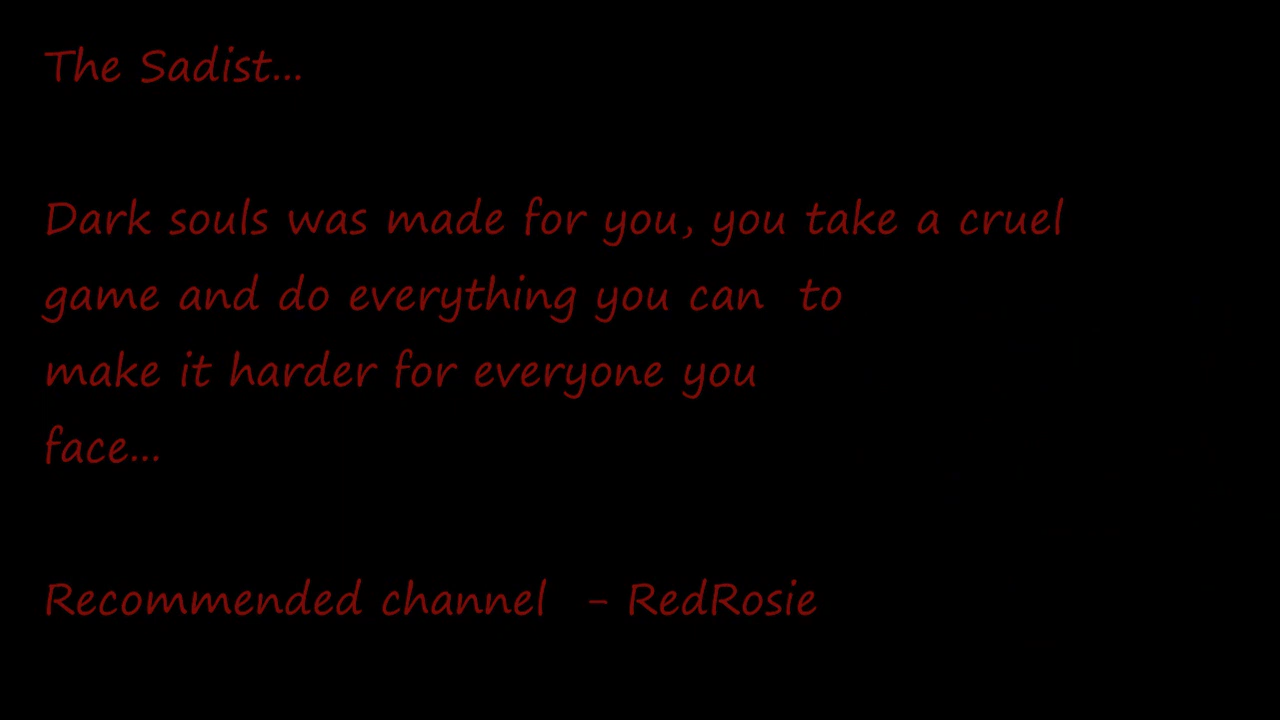 The Sadist...
Dark souls was made for you, you take a cruel
game and do everything you can  to
make it harder for everyone you
face...
Recommended channel  - RedRosie